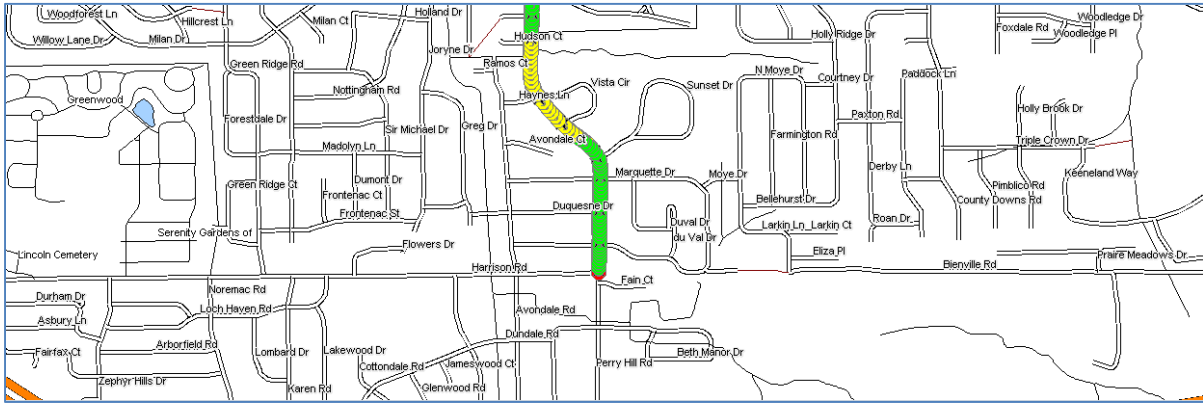 Woodforest Ln
Hillcrest Ln
Milan Ct
Holland Dr
Woodledge Dr
Foxdale Rd
Woodledge Pl
Willow Lane Dr
Milan Dr
Hudson Ct
Holly Ridge Dr
Joryne Dr
Green Ridge Rd
Ramos Ct
Vista Cir
Sunset Dr
N Moye Dr
Courtney Dr
Paddock Ln
Greenwood
Nottingham Rd
Haynes Ln
Holly Brook Dr
Forestdale Dr
Sir Michael Dr
Greg Dr
Avondale Ct
Farmington Rd
Paxton Rd
Triple Crown Dr
Madolyn Ln
Derby Ln
Marquette Dr
Moye Dr
Keeneland Way
Green Ridge Ct
Dumont Dr
Pimblico Rd
Frontenac Ct
Bellehurst Dr
County Downs Rd
Frontenac St
Duquesne Dr
Duval Dr
Roan Dr
Serenity Gardens of
du Val Dr
Larkin Ln
Larkin Ct
Flowers Dr
Eliza Pl
Lincoln Cemetery
Harrison Rd
Bienville Rd
Praire Meadows Dr
Fain Ct
Noremac Rd
Durham Dr
Loch Haven Rd
Avondale Rd
Asbury Ln
Dundale Rd
Fairfax Ct
Arborfield Rd
Lombard Dr
Lakewood Dr
Cottondale Rd
Jameswood Ct
Perry Hill Rd
Beth Manor Dr
Zephyr Hills Dr
Karen Rd
Glenwood Rd